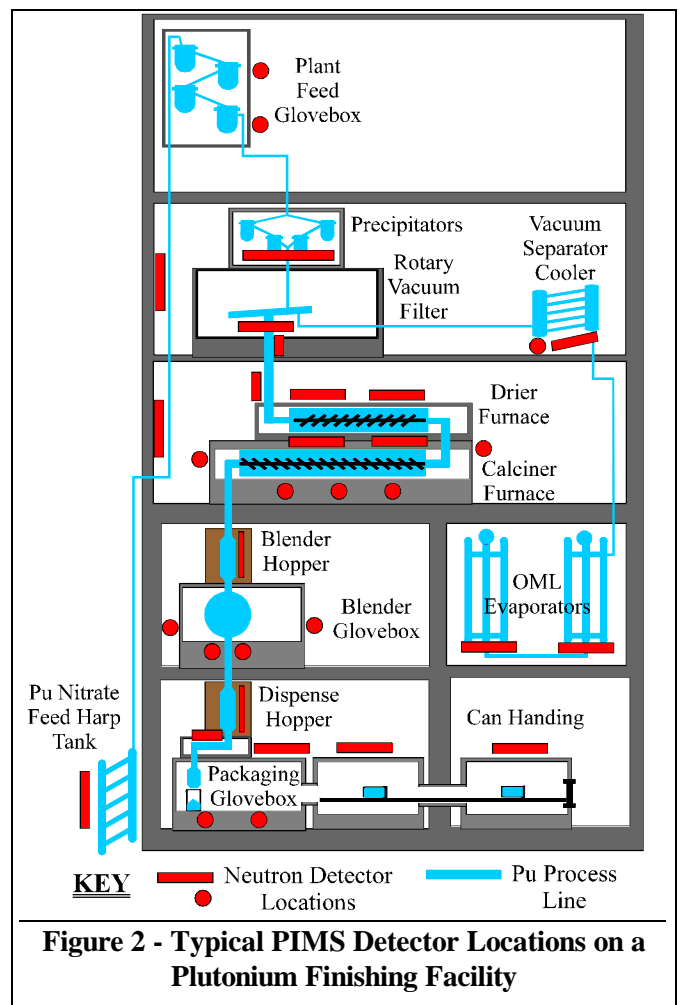 Plant
Feed
Glovebox
Precipitators
Rotary
Vacuum
Filter
Vacuum
Separator
Cooler
Drier
Furnace
Calciner
Furnace
Blender
Hopper
Blender
Glovebox
OML
Evaporators
Pu Nitrate
Feed Harp
Tank
Dispense
Hopper
Packaging
Glovebox
Can Handing
KEY
Neutron Detector
Locations
Pu Process
Line
Figure 2 - Typical PIMS Detector Locations on a
Plutonium Finishing Facility